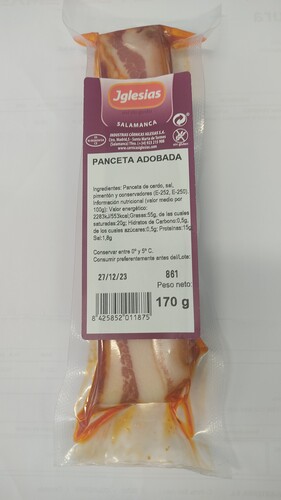 Iglesias
SALAMANCA
INDUSTRIAS CÁRNICAS IGLESIAS S.A.
PANCETA ADOBADA
Ingredientes: Panceta de cerdo, sal,
pimentón y conservadores (E-252, E-250).
Información nutricional (valor medio por
100g): Valor energético:
2283kJ/553kcal;Grasas:55g, de las cuales
saturadas:20g; Hidratos de Carbono:0,5g,
de los cuales azúcares:0,5g; Proteínas:15g
Sal:1,8g
Conservar entre 0º y 5º C.
Consumir preferentemente antes del/Lote:
27/12/23 861
Peso neto:
170 g
8 425852 011875